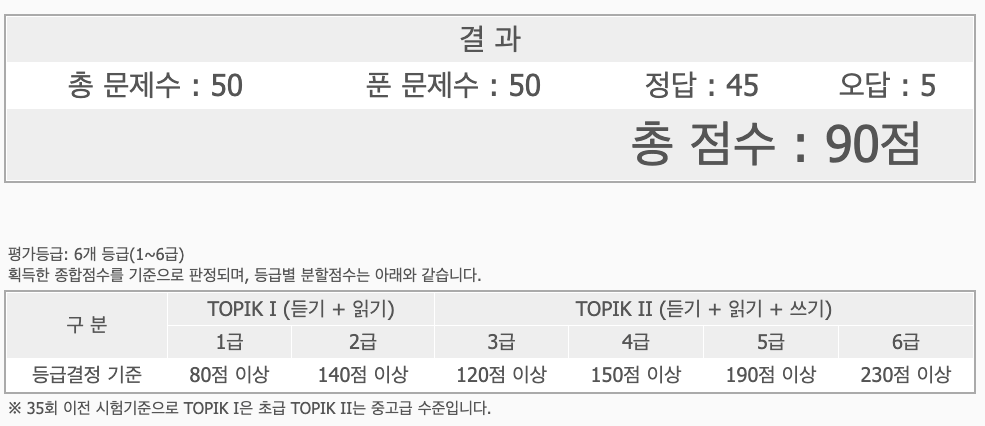 결 과
총 문제수 : 50 푼 문제수 : 50 정답 : 45 오답 : 5
총 점수 : 90점
평가등급: 6개 등급(1~6급)
획득한 종합점수를 기준으로 판정되며, 등급별 분할점수는 아래와 같습니다.
구 분 TOPIK I (듣기 + 읽기) TOPIK II (듣기 + 읽기 + 쓰기)
1급 2급 3급 4급 5급 6급
등급결정 기준 80점 이상 140점 이상 120점 이상 150점 이상 190점 이상 230점 이상
※ 35회 이전 시험기준으로 TOPIK I은 초급 TOPIK II는 중고급 수준입니다.